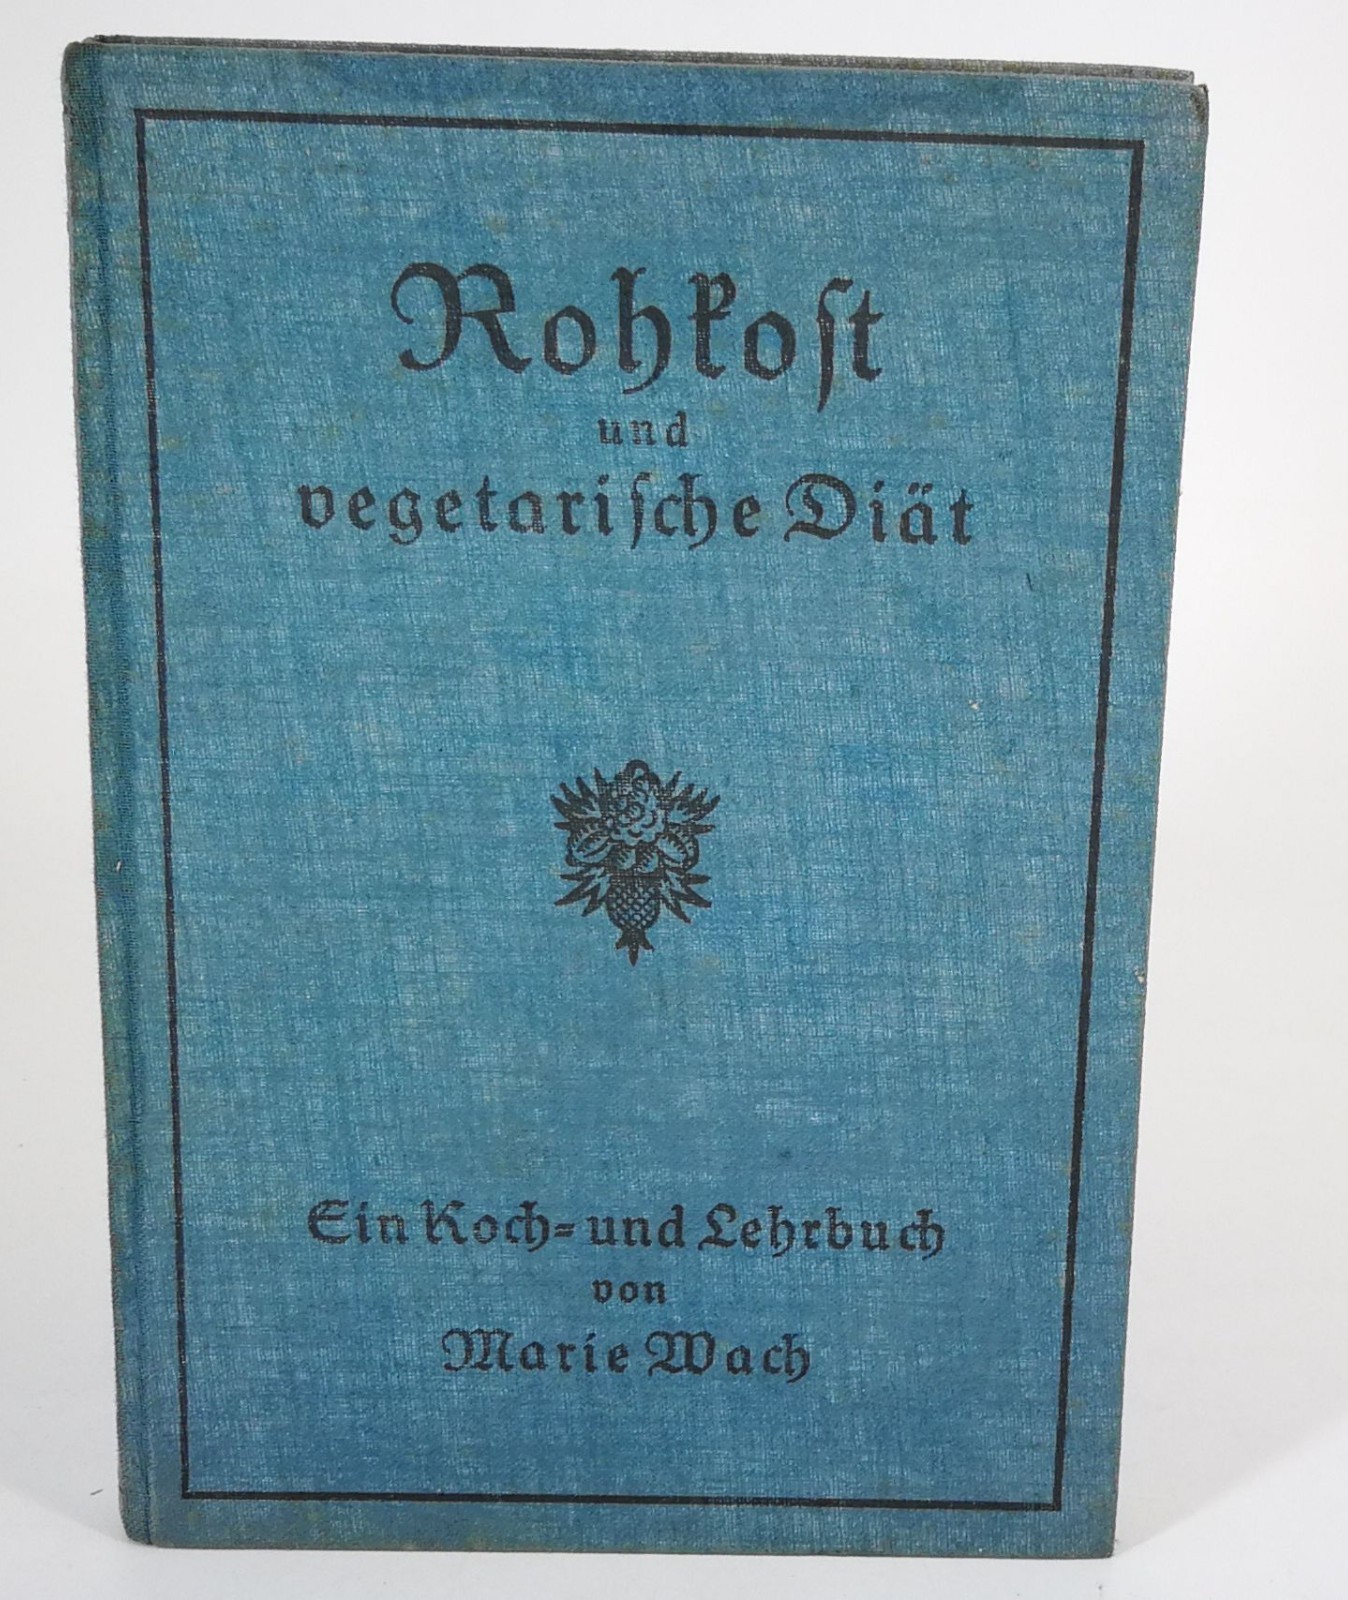 Rohkoſt
und
vegetariſche Diät
Ein Koch- und Lehrbuch
von
Marie Wach